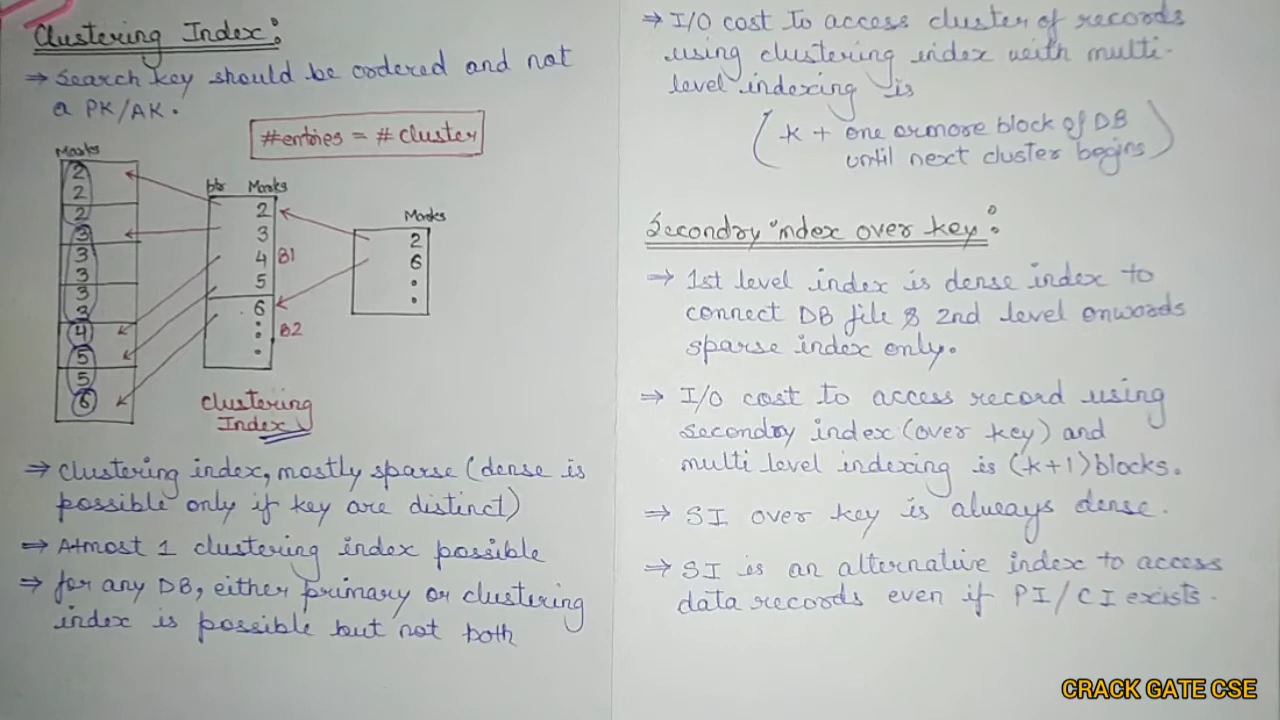 Clustering Index :
⇒ Search key should be ordered and not
a PK/AK.
#entries = # cluster
Marks
2
2
2
3
3
3
3
3
4
5
5
6
btr Marks
2
3
4 B1
5
6
B2
Marks
2
6
clustering
Index
⇒ clustering index, mostly sparse (dense is
possible only if key are distinct)
⇒ Atmost 1 clustering index possible
⇒ for any DB, either primary or clustering
index is possible but not both
⇒ I/O cost to access cluster of records
using clustering index with multi-
level indexing is
(k + one or more block of DB
until next cluster begins)
Secondry index over key :
⇒ 1st level index is dense index to
connect DB file & 2nd level onwords
sparse index only.
⇒ I/O cost to access record using
secondry index (over key) and
multi level indexing is (k+1) blocks.
⇒ SI over key is always dense.
⇒ SI is an alternative index to access
data records even if PI/CI exists.
CRACK GATE CSE